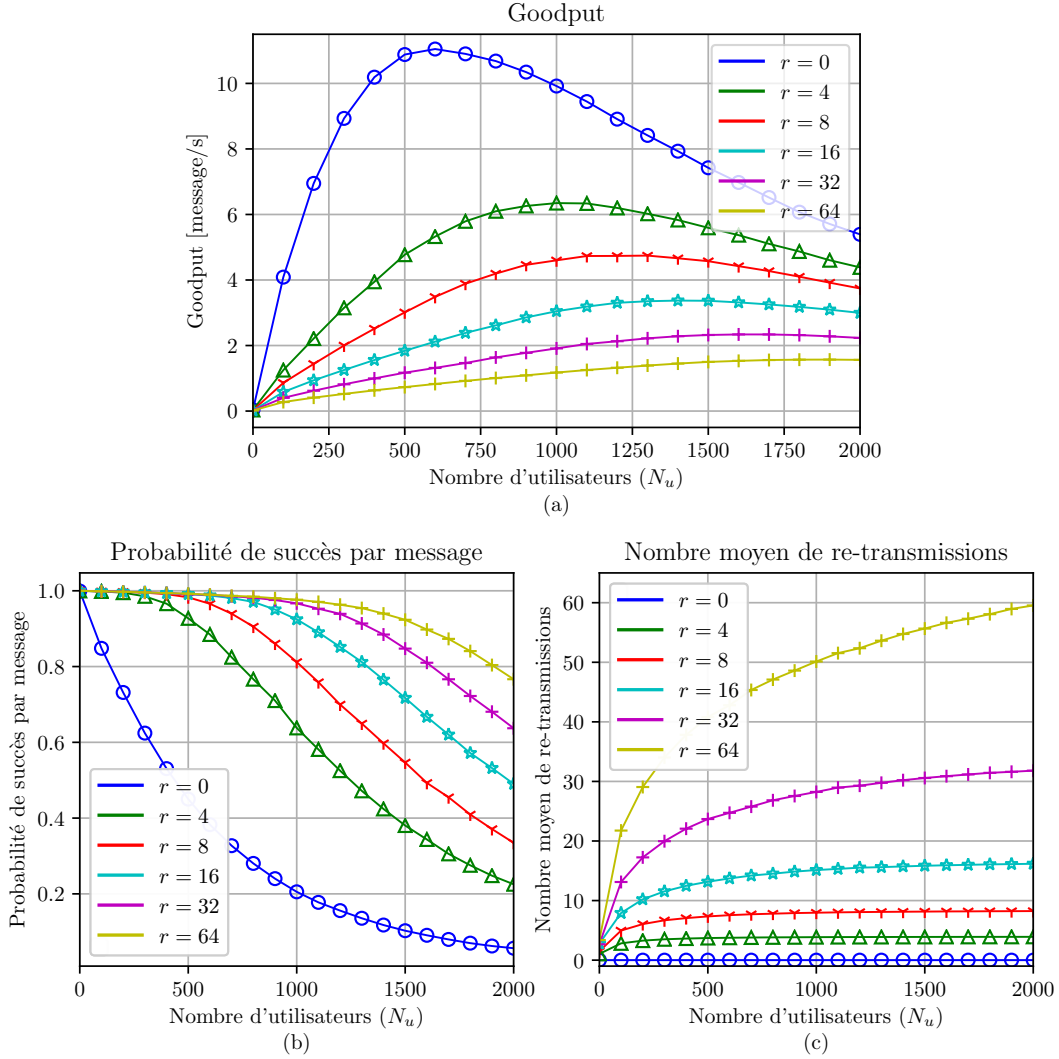 Goodput
Goodput [message/s]
10
8
6
4
2
0
r = 0
r = 4
r = 8
r = 16
r = 32
r = 64
0 250 500 750 1000 1250 1500 1750 2000
Nombre d'utilisateurs (N_u)
(a)
Probabilité de succès par message
Probabilité de succès par message
1.0
0.8
0.6
0.4
0.2
r = 0
r = 4
r = 8
r = 16
r = 32
r = 64
0 500 1000 1500 2000
Nombre d'utilisateurs (N_u)
(b)
Nombre moyen de re-transmissions
Nombre moyen de re-transmissions
60
50
40
30
20
10
0
r = 0
r = 4
r = 8
r = 16
r = 32
r = 64
0 500 1000 1500 2000
Nombre d'utilisateurs (N_u)
(c)